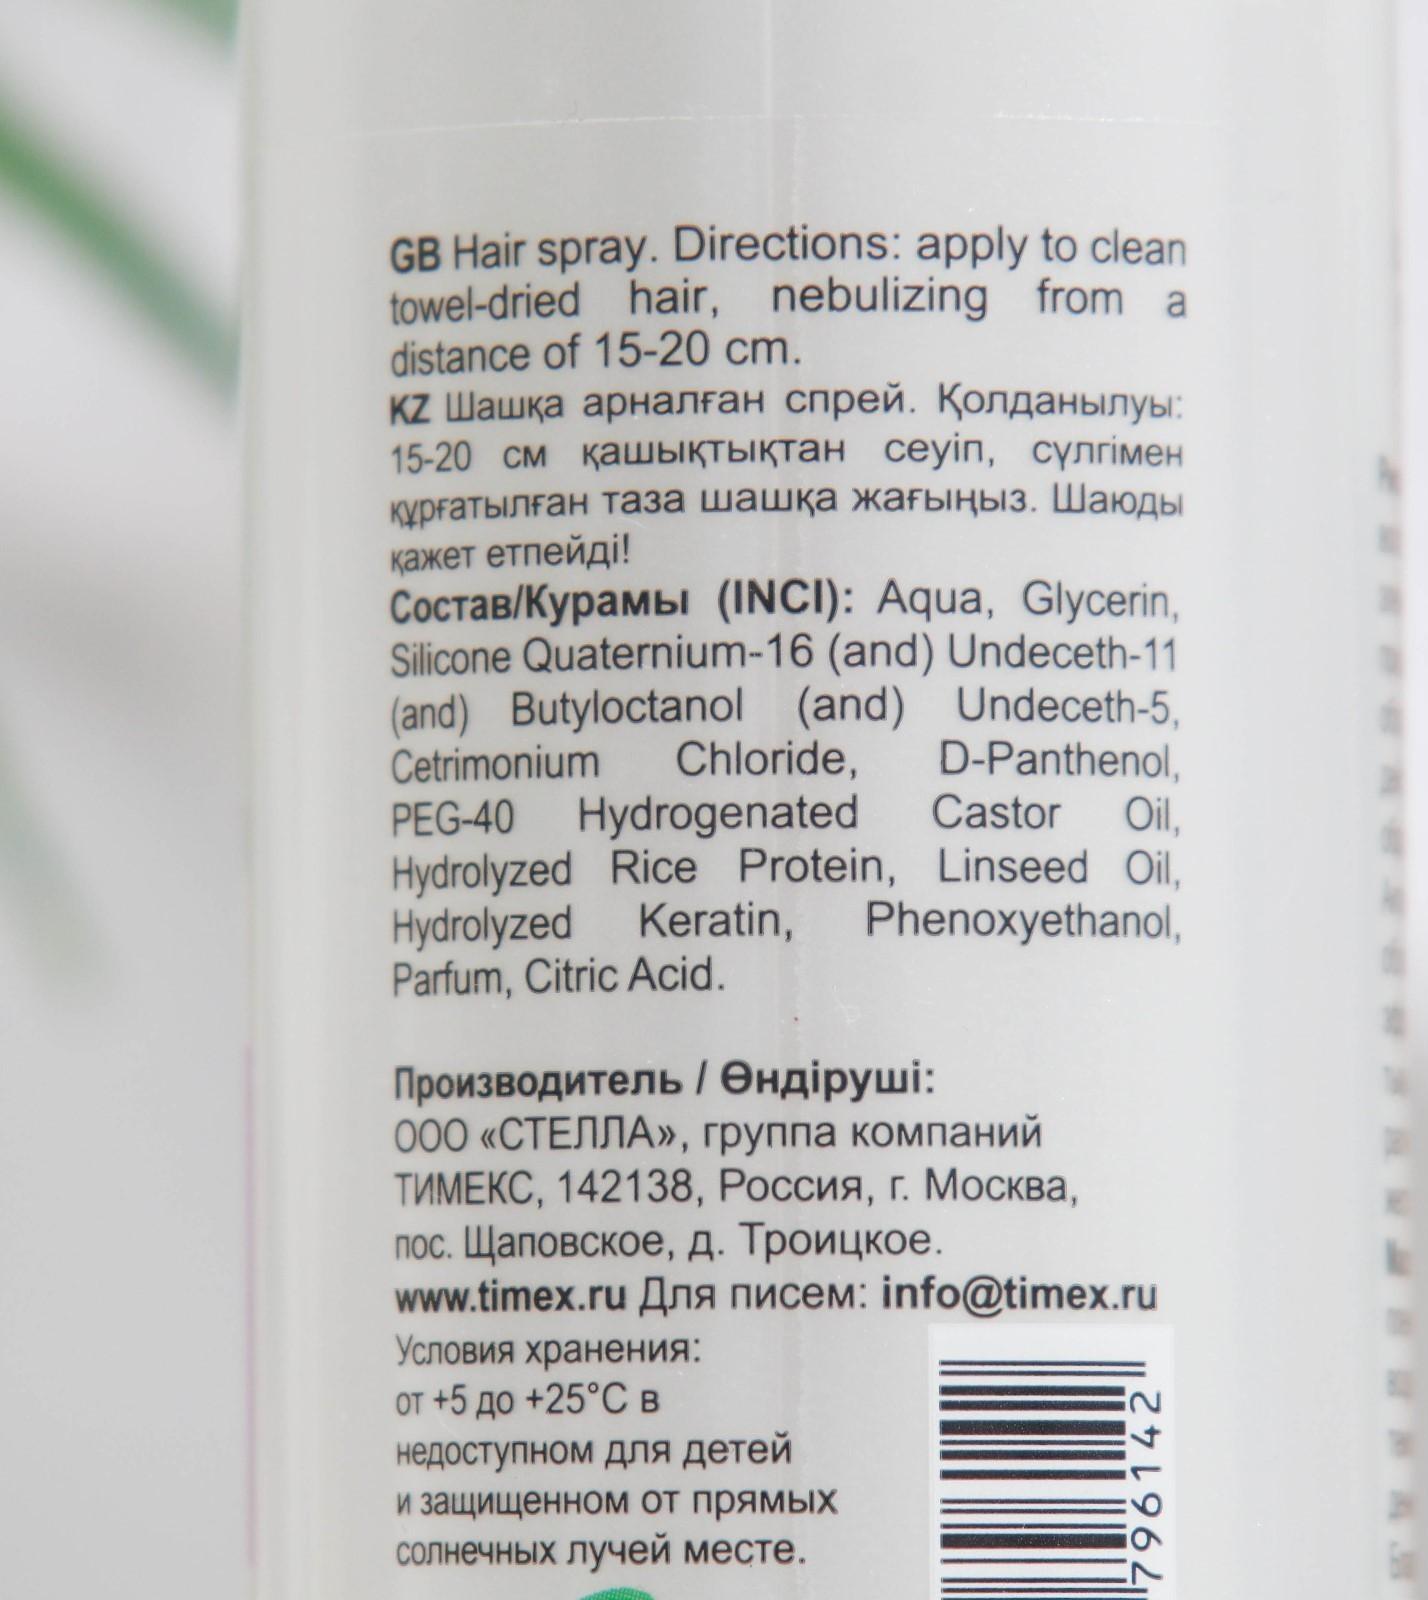 GB Hair spray. Directions: apply to clean
towel-dried hair, nebulizing from a
distance of 15-20 cm.
KZ Шашқа арналған спрей. Қолданылуы:
15-20 см қашықтықтан сеуіп, сүлгімен
құрғатылған таза шашқа жағыңыз. Шаюды
қажет етпейді!
Состав/Курамы (INCI): Aqua, Glycerin,
Silicone Quaternium-16 (and) Undeceth-11
(and) Butyloctanol (and) Undeceth-5,
Cetrimonium Chloride, D-Panthenol,
PEG-40 Hydrogenated Castor Oil,
Hydrolyzed Rice Protein, Linseed Oil,
Hydrolyzed Keratin, Phenoxyethanol,
Parfum, Citric Acid.
Производитель / Өндіруші:
ООО «СТЕЛЛА», группа компаний
ТИМЕКС, 142138, Россия, г. Москва,
пос. Щаповское, д. Троицкое.
www.timex.ru Для писем: info@timex.ru
Условия хранения:
от +5 до +25°С в
недоступном для детей
и защищенном от прямых
солнечных лучей месте.
796142